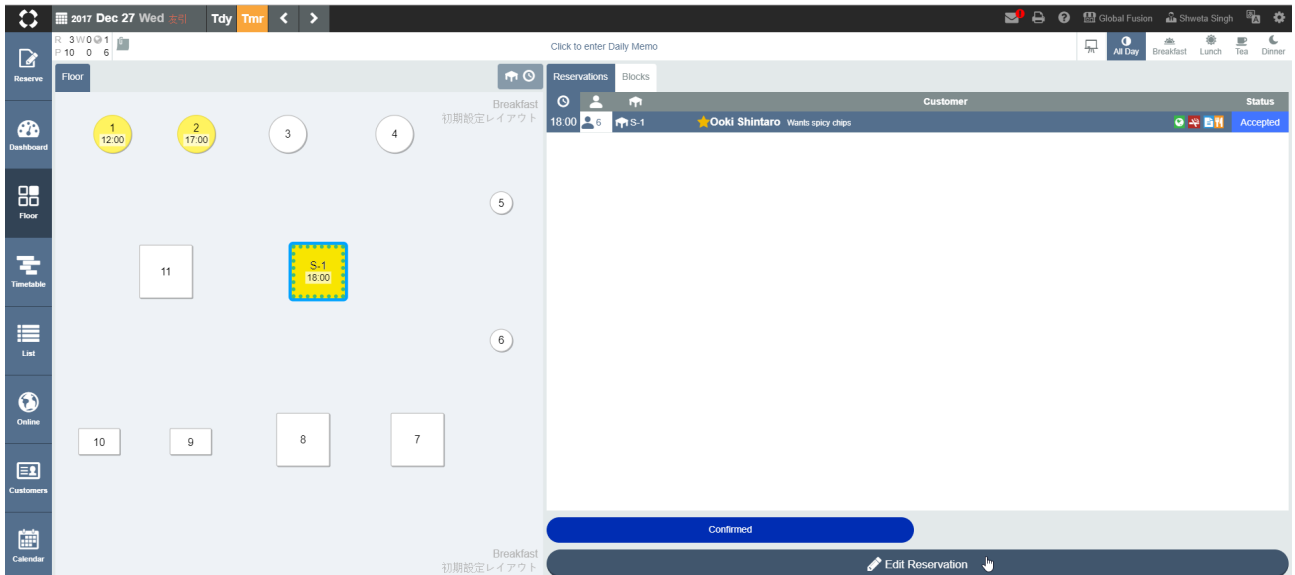 2017 Dec 27 Wed 友引 Tdy Tmr Global Fusion Shweta Singh
R 3 W 0 1
P 10 0 6
Click to enter Daily Memo
All Day Breakfast Lunch Tea Dinner
Reserve
Dashboard
Floor
Timetable
List
Online
Customers
Calendar
Floor
Breakfast
初期設定レイアウト
1
12:00
2
17:00
3
4
5
11
S-1
18:00
6
10
9
8
7
Breakfast
初期設定レイアウト
Reservations Blocks
Customer Status
18:00 6 S-1 Ooki Shintaro Wants spicy chips Accepted
Confirmed
Edit Reservation